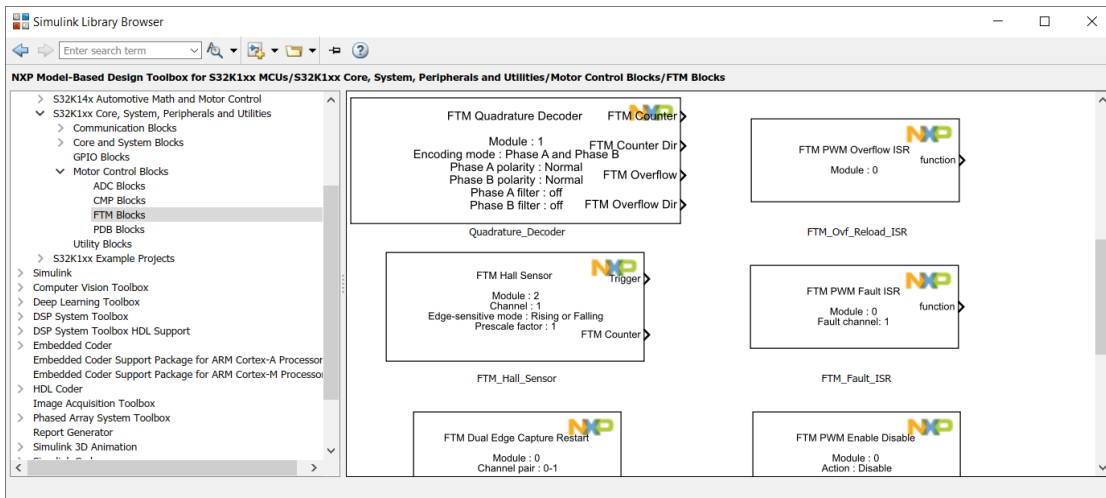 Simulink Library Browser
Enter search term
NXP Model-Based Design Toolbox for S32K1xx MCUs/S32K1xx Core, System, Peripherals and Utilities/Motor Control Blocks/FTM Blocks
S32K14x Automotive Math and Motor Control
S32K1xx Core, System, Peripherals and Utilities
Communication Blocks
Core and System Blocks
GPIO Blocks
Motor Control Blocks
ADC Blocks
CMP Blocks
FTM Blocks
PDB Blocks
Utility Blocks
S32K1xx Example Projects
Simulink
Computer Vision Toolbox
Deep Learning Toolbox
DSP System Toolbox
DSP System Toolbox HDL Support
Embedded Coder
Embedded Coder Support Package for ARM Cortex-A Processor
Embedded Coder Support Package for ARM Cortex-M Processo
HDL Coder
Image Acquisition Toolbox
Phased Array System Toolbox
Report Generator
Simulink 3D Animation
NXP
FTM Quadrature Decoder
Module : 1
Encoding mode : Phase A and Phase B
Phase A polarity : Normal
Phase B polarity : Normal
Phase A filter : off
Phase B filter : off
FTM Counter
FTM Counter Dir
FTM Overflow
FTM Overflow Dir
Quadrature_Decoder
NXP
FTM PWM Overflow ISR
Module : 0
function
FTM_Ovf_Reload_ISR
NXP
FTM Hall Sensor
Module : 2
Channel : 1
Edge-sensitive mode : Rising or Falling
Prescale factor : 1
Trigger
FTM Counter
FTM_Hall_Sensor
NXP
FTM PWM Fault ISR
Module : 0
Fault channel: 1
function
FTM_Fault_ISR
NXP
FTM Dual Edge Capture Restart
Module : 0
Channel pair : 0-1
NXP
FTM PWM Enable Disable
Module : 0
Action : Disable